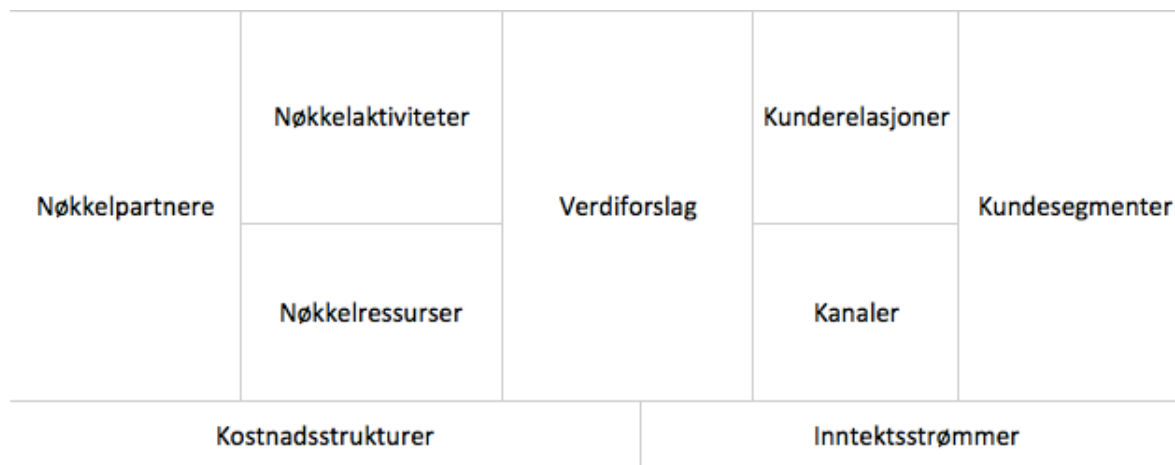 Nøkkelpartnere
Nøkkelaktiviteter
Nøkkelressurser
Verdiforslag
Kunderelasjoner
Kanaler
Kundesegmenter
Kostnadsstrukturer
Inntektsstrømmer